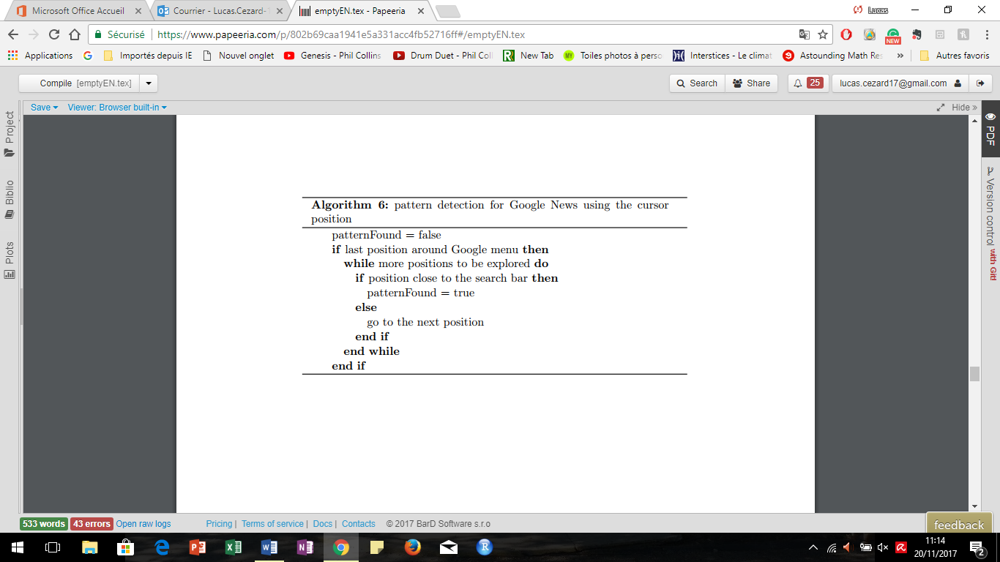 Microsoft Office Accueil
Courrier - Lucas.Cezard-
emptyEN.tex - Papeeria
Lucas
Sécurisé
https://www.papeeria.com/p/802b69caa1941e5a331acc4fb52716ff#/emptyEN.tex
Applications
Importés depuis IE
Nouvel onglet
Genesis - Phil Collins
Drum Duet - Phil Coll
New Tab
Toiles photos à perso
Interstices - Le climat
Astounding Math Res
»
Autres favoris
NEW
Compile [emptyEN.tex]
Search
Share
25
lucas.cezard17@gmail.com
Save
Viewer: Browser built-in
Hide »
Project
Biblio
Plots
PDF
Version control with Git!
Algorithm 6: pattern detection for Google News using the cursor
position
patternFound = false
if last position around Google menu then
while more positions to be explored do
if position close to the search bar then
patternFound = true
else
go to the next position
end if
end while
end if
533 words
43 errors
Open raw logs
Pricing | Terms of service | Docs | Contacts © 2017 BarD Software s.r.o
feedback
11:14
20/11/2017
2